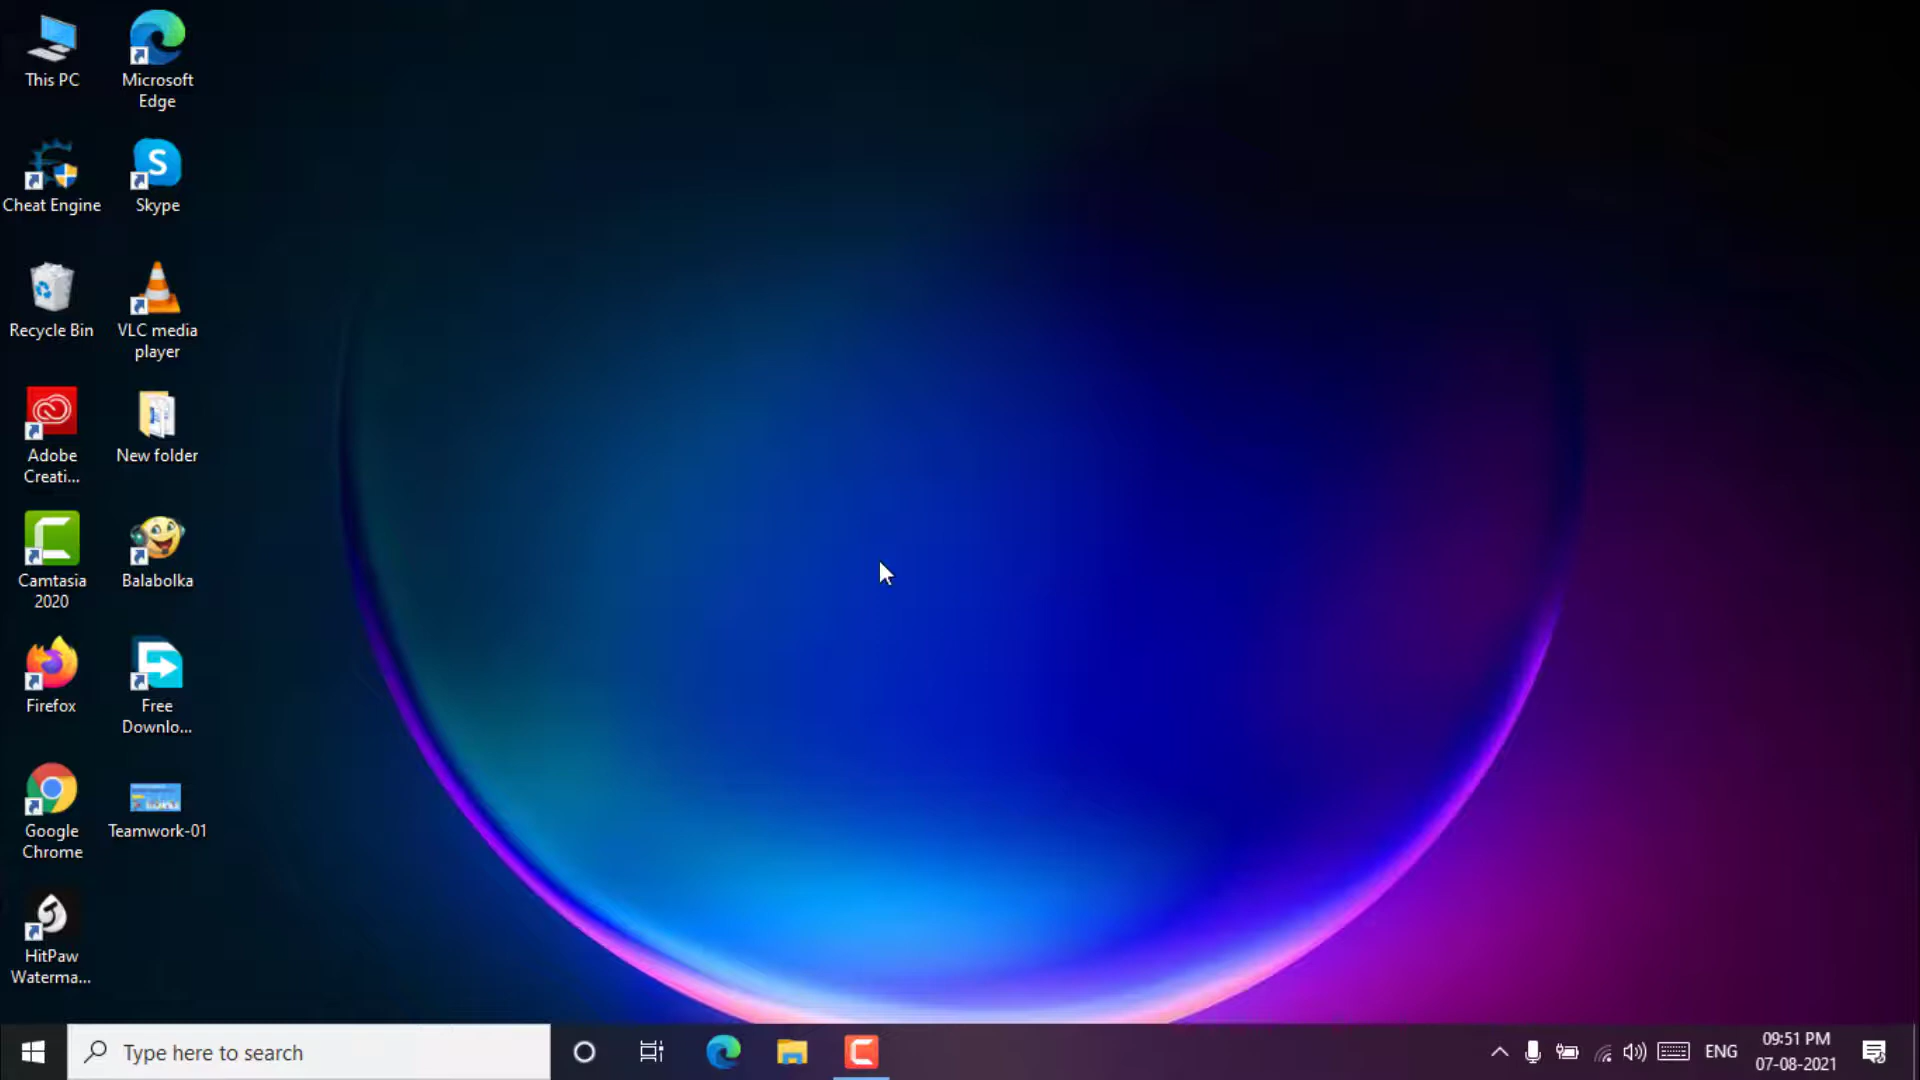 This PC
Microsoft
Edge
Cheat Engine
Skype
Recycle Bin
VLC media
player
Adobe
Creati...
New folder
Camtasia
2020
Balabolka
Firefox
Free
Downlo...
Google
Chrome
Teamwork-01
HitPaw
Waterma...
Type here to search
ENG
09:51 PM
07-08-2021